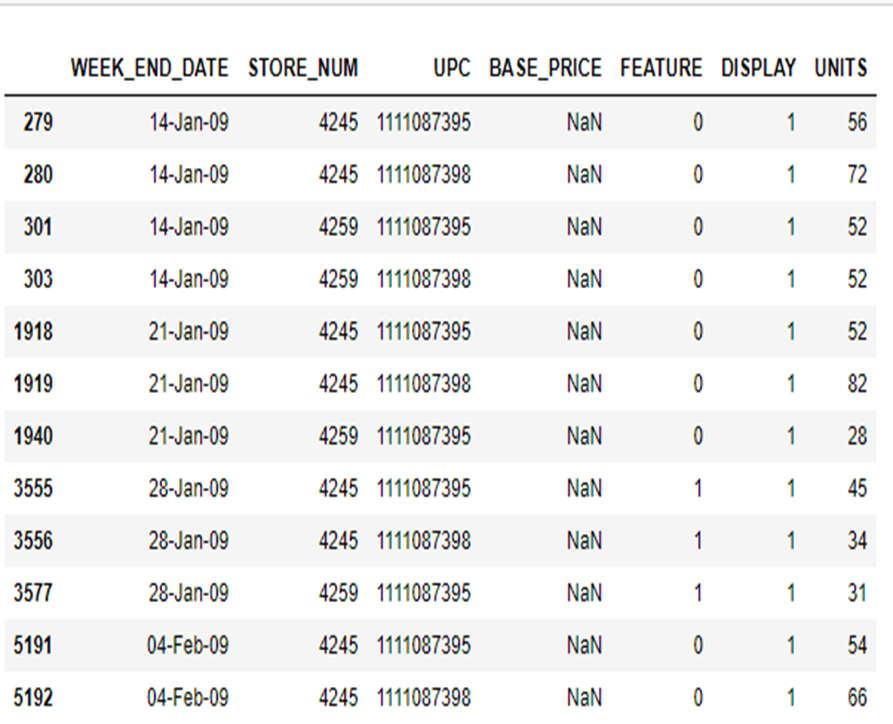 WEEK_END_DATE STORE_NUM UPC BASE_PRICE FEATURE DISPLAY UNITS
279 14-Jan-09 4245 1111087395 NaN 0 1 56
280 14-Jan-09 4245 1111087398 NaN 0 1 72
301 14-Jan-09 4259 1111087395 NaN 0 1 52
303 14-Jan-09 4259 1111087398 NaN 0 1 52
1918 21-Jan-09 4245 1111087395 NaN 0 1 52
1919 21-Jan-09 4245 1111087398 NaN 0 1 82
1940 21-Jan-09 4259 1111087395 NaN 0 1 28
3555 28-Jan-09 4245 1111087395 NaN 1 1 45
3556 28-Jan-09 4245 1111087398 NaN 1 1 34
3577 28-Jan-09 4259 1111087395 NaN 1 1 31
5191 04-Feb-09 4245 1111087395 NaN 0 1 54
5192 04-Feb-09 4245 1111087398 NaN 0 1 66